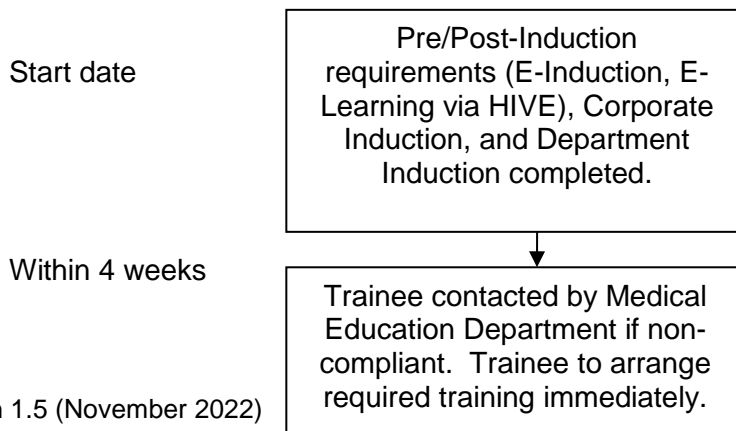 Start date
Pre/Post-Induction
requirements (E-Induction, E-
Learning via HIVE), Corporate
Induction, and Department
Induction completed.
Within 4 weeks
Trainee contacted by Medical
Education Department if non-
compliant.  Trainee to arrange
required training immediately.
1.5 (November 2022)